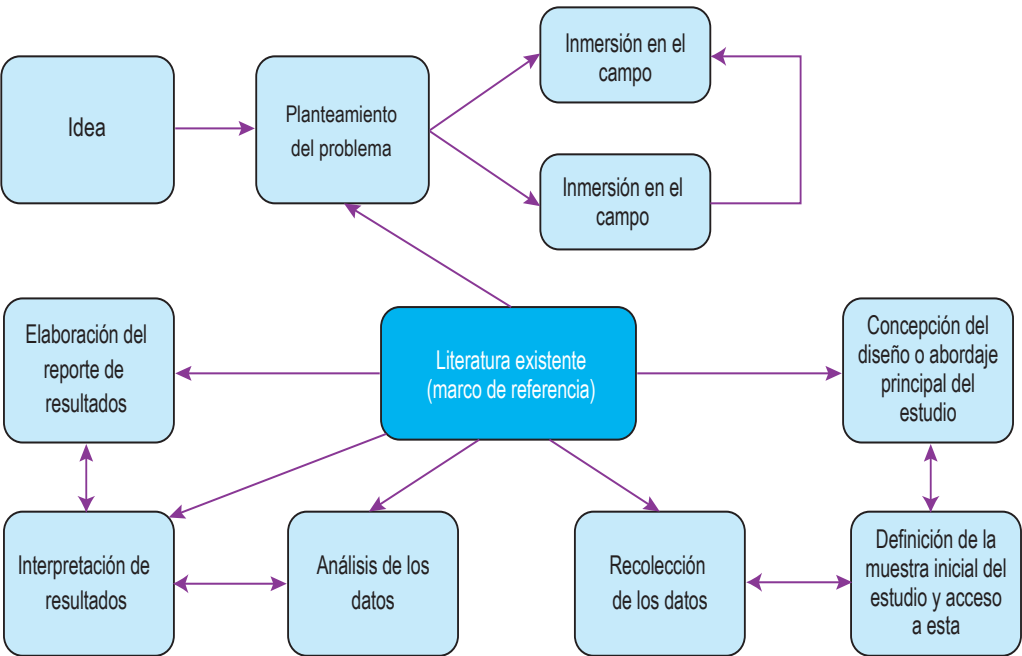 Idea
Planteamiento
del problema
Inmersión en el
campo
Inmersión en el
campo
Elaboración del
reporte de
resultados
Literatura existente
(marco de referencia)
Concepción del
diseño o abordaje
principal del
estudio
Interpretación de
resultados
Análisis de los
datos
Recolección
de los datos
Definición de la
muestra inicial del
estudio y acceso
a esta